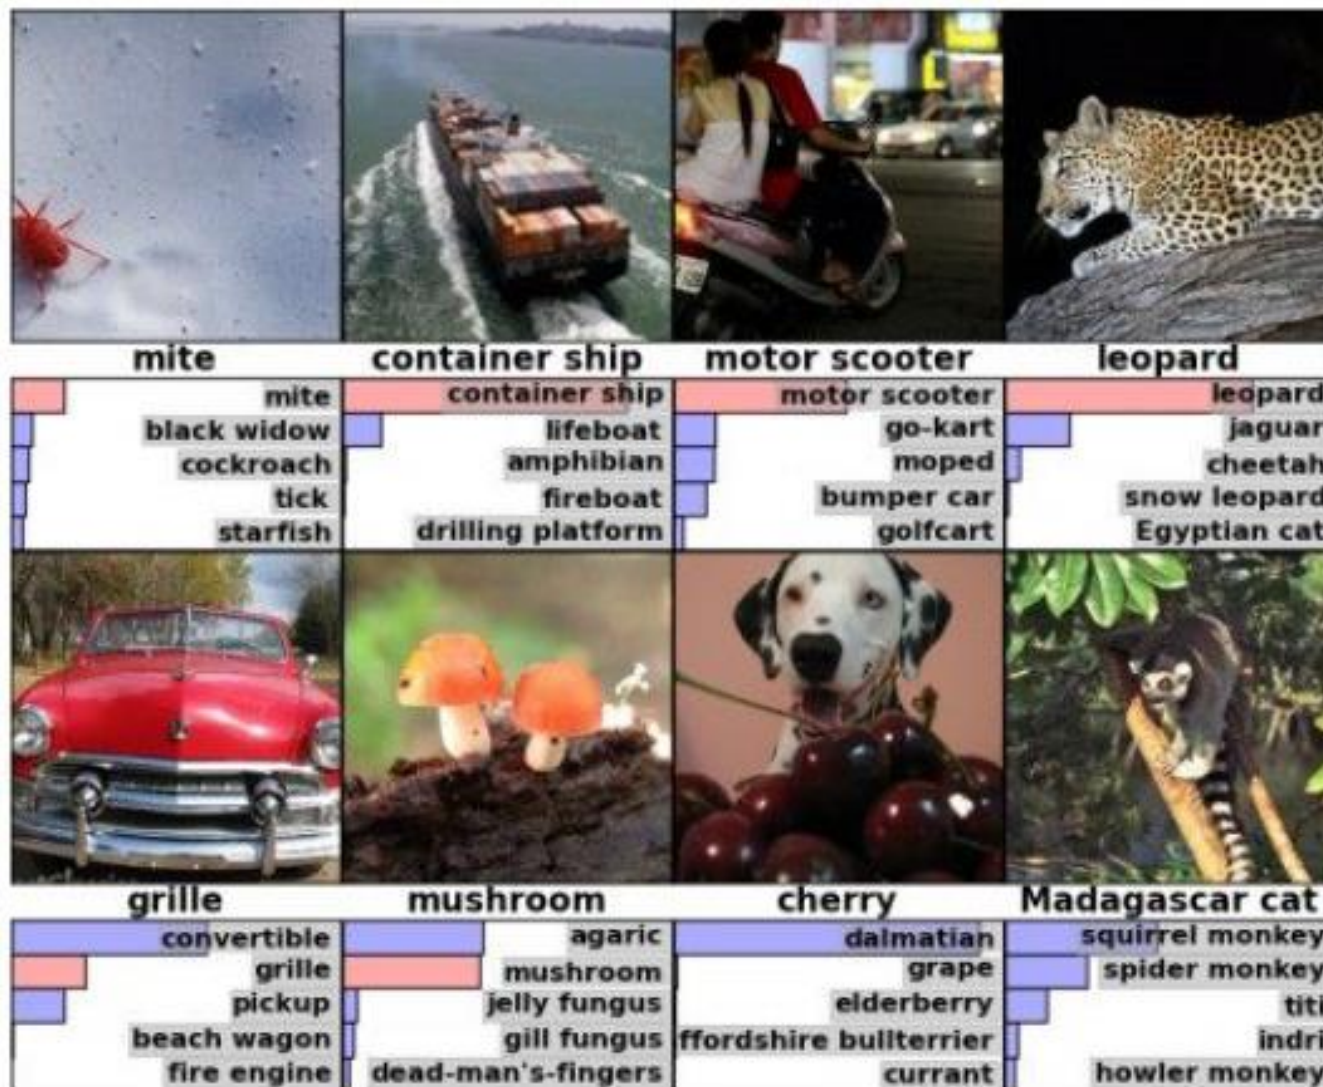 mite
container ship
motor scooter
leopard
mite
black widow
cockroach
tick
starfish
container ship
lifeboat
amphibian
fireboat
drilling platform
motor scooter
go-kart
moped
bumper car
golfcart
leopard
jaguar
cheetah
snow leopard
Egyptian cat
grille
mushroom
cherry
Madagascar cat
convertible
grille
pickup
beach wagon
fire engine
agaric
mushroom
jelly fungus
gill fungus
dead-man's-fingers
dalmatian
grape
elderberry
ffordshire bullterrier
currant
squirrel monkey
spider monkey
titi
indri
howler monkey